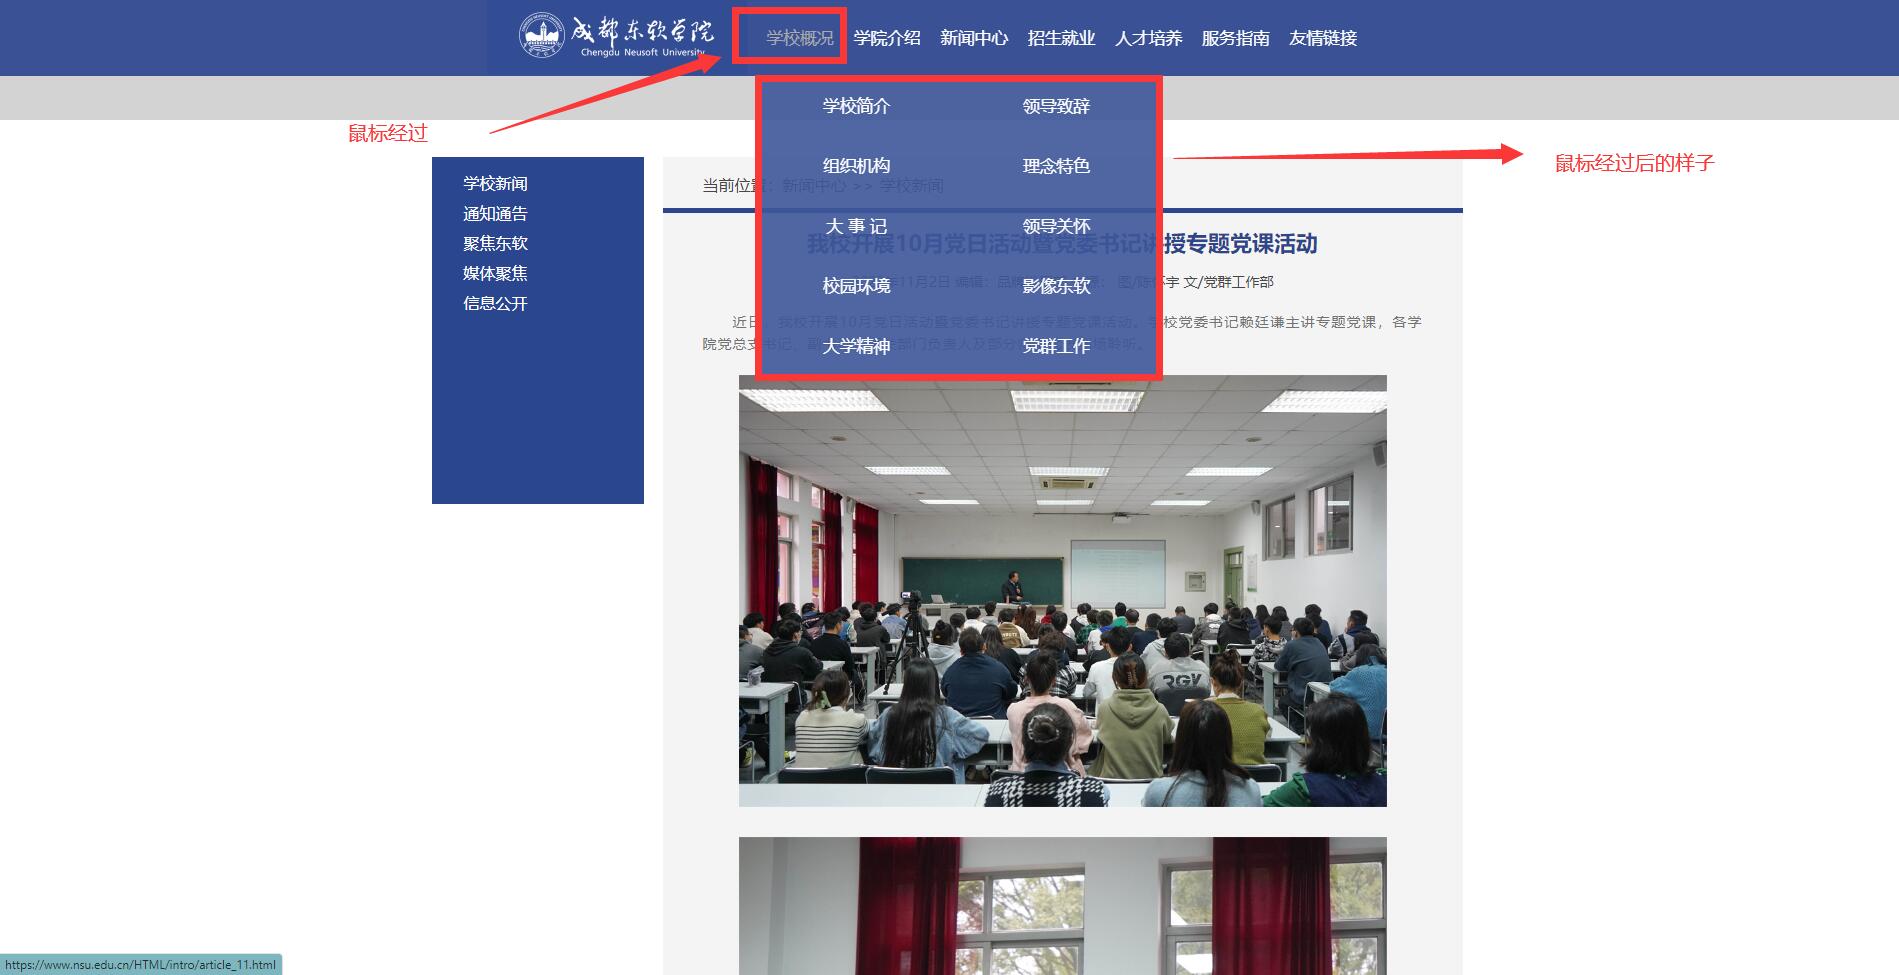 成都东软学院
Chengdu Neusoft University
学校概况 学院介绍 新闻中心 招生就业 人才培养 服务指南 友情链接
学校简介 领导致辞
鼠标经过
鼠标经过后的样子
组织机构 理念特色
学校新闻
通知通告
聚焦东软
媒体聚焦
信息公开
当前位置：新闻中心 >> 学校新闻
大 事 记 领导关怀
我校开展10月党日活动暨党委书记讲授专题党课活动
11月2日 编辑：品牌 图/陈怀宇 文/党群工作部
校园环境 影像东软
近日，我校开展10月党日活动暨党委书记讲授专题党课活动。学校党委书记赖廷谦主讲专题党课，各学
院党总支书记、副 部门负责人及部分 场聆听。
大学精神 党群工作
RGV
https://www.nsu.edu.cn/HTML/intro/article_11.html